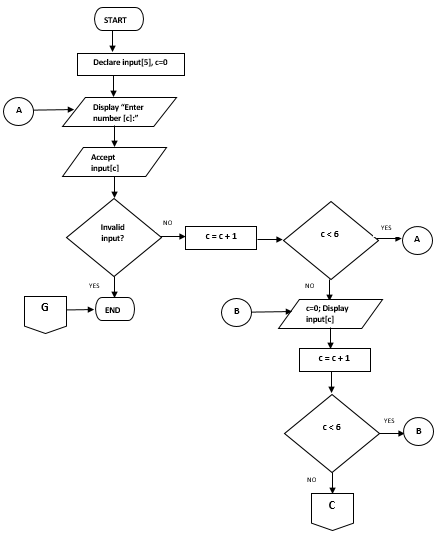 START
Declare input[5], c=0
A
Display "Enter
number [c]:"
Accept
input[c]
Invalid
input?
NO
c = c + 1
c < 6
YES
A
YES
NO
G
END
B
c=0; Display
input[c]
c = c + 1
c < 6
YES
B
NO
C